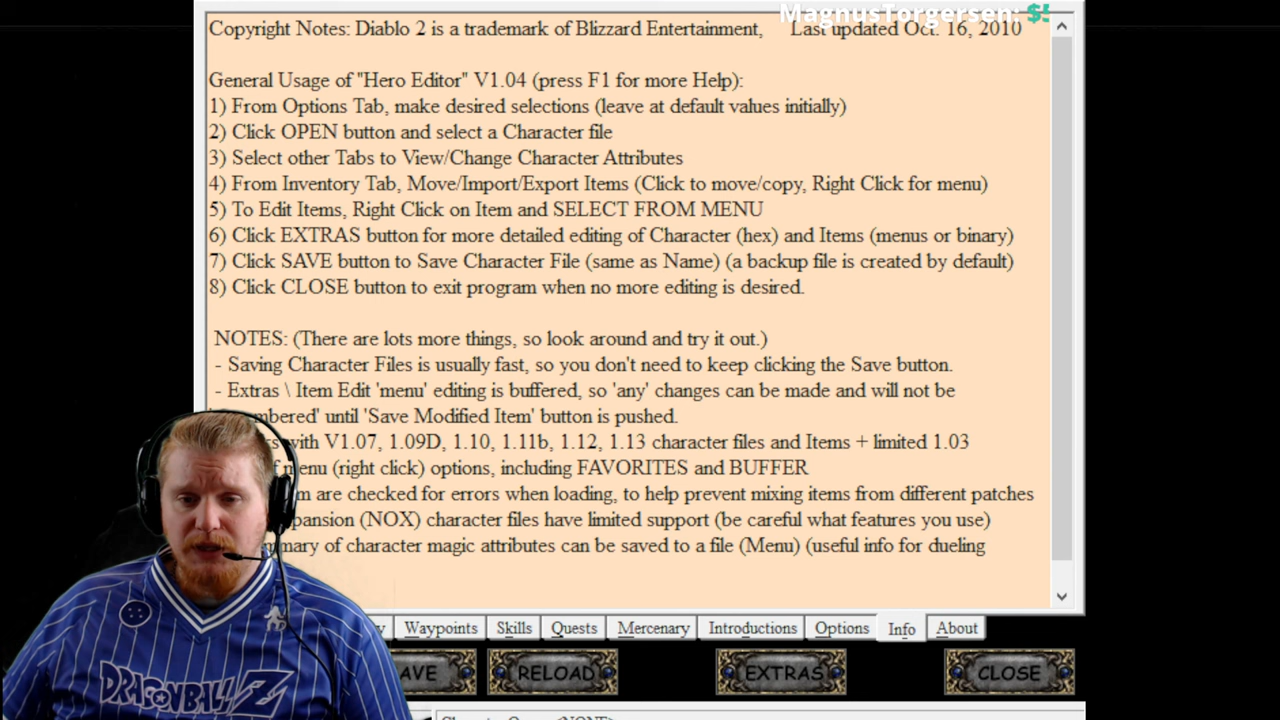 MagnusTorgersen: $5
Copyright Notes: Diablo 2 is a trademark of Blizzard Entertainment, Last updated Oct. 16, 2010
General Usage of "Hero Editor" V1.04 (press F1 for more Help):
1) From Options Tab, make desired selections (leave at default values initially)
2) Click OPEN button and select a Character file
3) Select other Tabs to View/Change Character Attributes
4) From Inventory Tab, Move/Import/Export Items (Click to move/copy, Right Click for menu)
5) To Edit Items, Right Click on Item and SELECT FROM MENU
6) Click EXTRAS button for more detailed editing of Character (hex) and Items (menus or binary)
7) Click SAVE button to Save Character File (same as Name) (a backup file is created by default)
8) Click CLOSE button to exit program when no more editing is desired.
NOTES: (There are lots more things, so look around and try it out.)
- Saving Character Files is usually fast, so you don't need to keep clicking the Save button.
- Extras \ Item Edit 'menu' editing is buffered, so 'any' changes can be made and will not be
mbered' until 'Save Modified Item' button is pushed.
with V1.07, 1.09D, 1.10, 1.11b, 1.12, 1.13 character files and Items + limited 1.03
menu (right click) options, including FAVORITES and BUFFER
m are checked for errors when loading, to help prevent mixing items from different patches
pansion (NOX) character files have limited support (be careful what features you use)
mary of character magic attributes can be saved to a file (Menu) (useful info for dueling
y Waypoints Skills Quests Mercenary Introductions Options Info About
AVE RELOAD EXTRAS CLOSE
DRAGONBALL Z